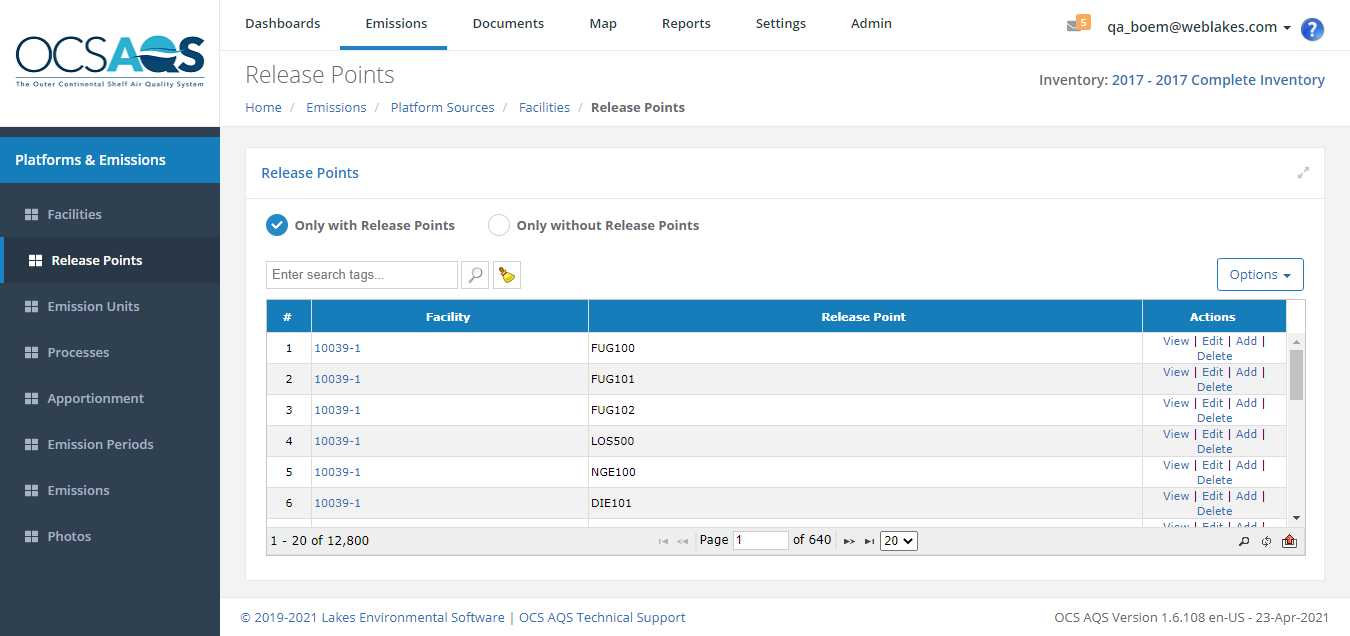 OCSAQS
The Outer Continental Shelf Air Quality System
Dashboards Emissions Documents Map Reports Settings Admin
5 qa_boem@weblakes.com ?
Release Points
Inventory: 2017 - 2017 Complete Inventory
Home / Emissions / Platform Sources / Facilities / Release Points
Platforms & Emissions
Facilities
Release Points
Emission Units
Processes
Apportionment
Emission Periods
Emissions
Photos
Release Points
Only with Release Points Only without Release Points
Enter search tags...
Options
# Facility Release Point Actions
1 10039-1 FUG100 View | Edit | Add |
Delete
2 10039-1 FUG101 View | Edit | Add |
Delete
3 10039-1 FUG102 View | Edit | Add |
Delete
4 10039-1 LOS500 View | Edit | Add |
Delete
5 10039-1 NGE100 View | Edit | Add |
Delete
6 10039-1 DIE101 View | Edit | Add |
Delete
View | Edit | Add |
1 - 20 of 12,800 Page 1 of 640 20
© 2019-2021 Lakes Environmental Software | OCS AQS Technical Support
OCS AQS Version 1.6.108 en-US - 23-Apr-2021